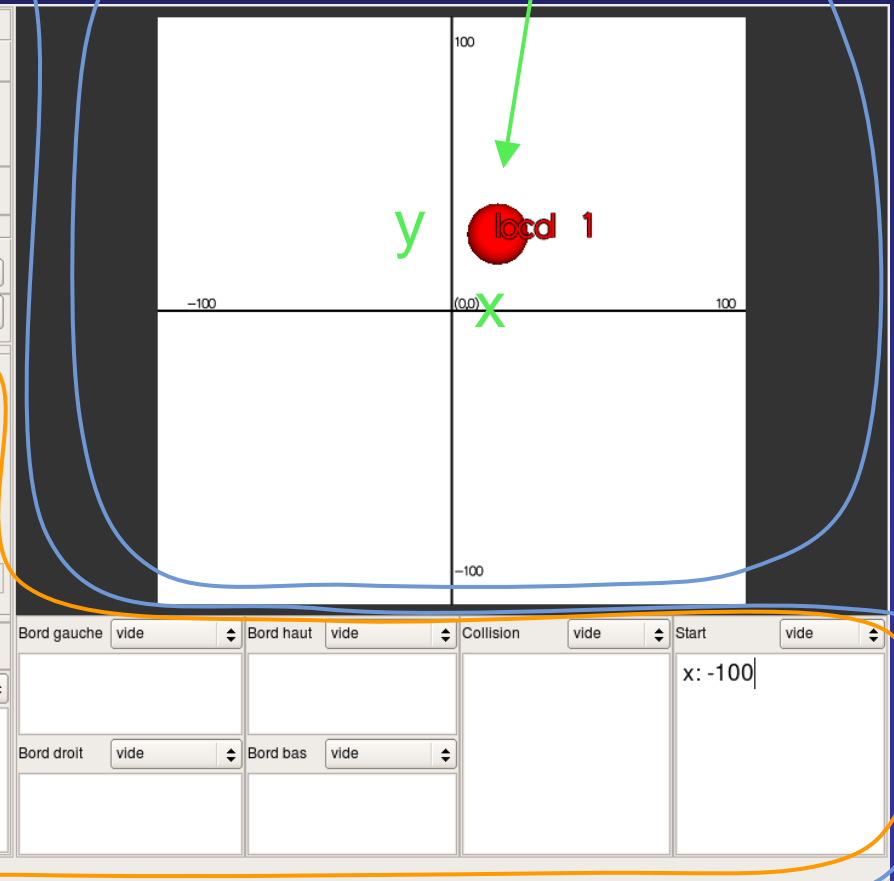 100
y
local 1
-100
(0,0)
100
x
-100
Bord gauche vide
Bord haut vide
Collision vide
Start vide
x: -100
Bord droit vide
Bord bas vide